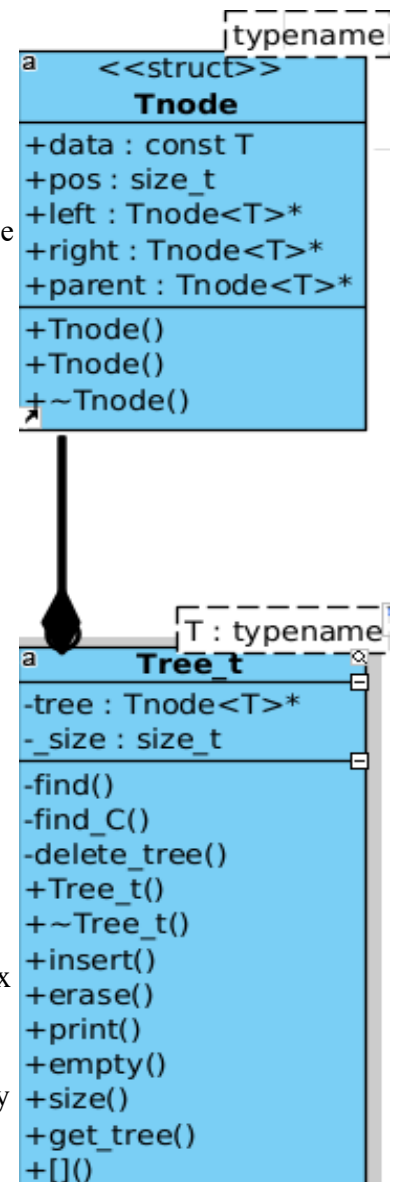 typename
a
<<struct>>
Tnode
+data : const T
+pos : size_t
+left : Tnode<T>*
e
+right : Tnode<T>*
+parent : Tnode<T>*
+Tnode()
+Tnode()
+~Tnode()
T : typename
a
Tree_t
-tree : Tnode<T>*
-_size : size_t
-find()
-find_C()
-delete_tree()
+Tree_t()
+~Tree_t()
+insert()
x
+erase()
+print()
+empty()
y
+size()
+get_tree()
+[]()